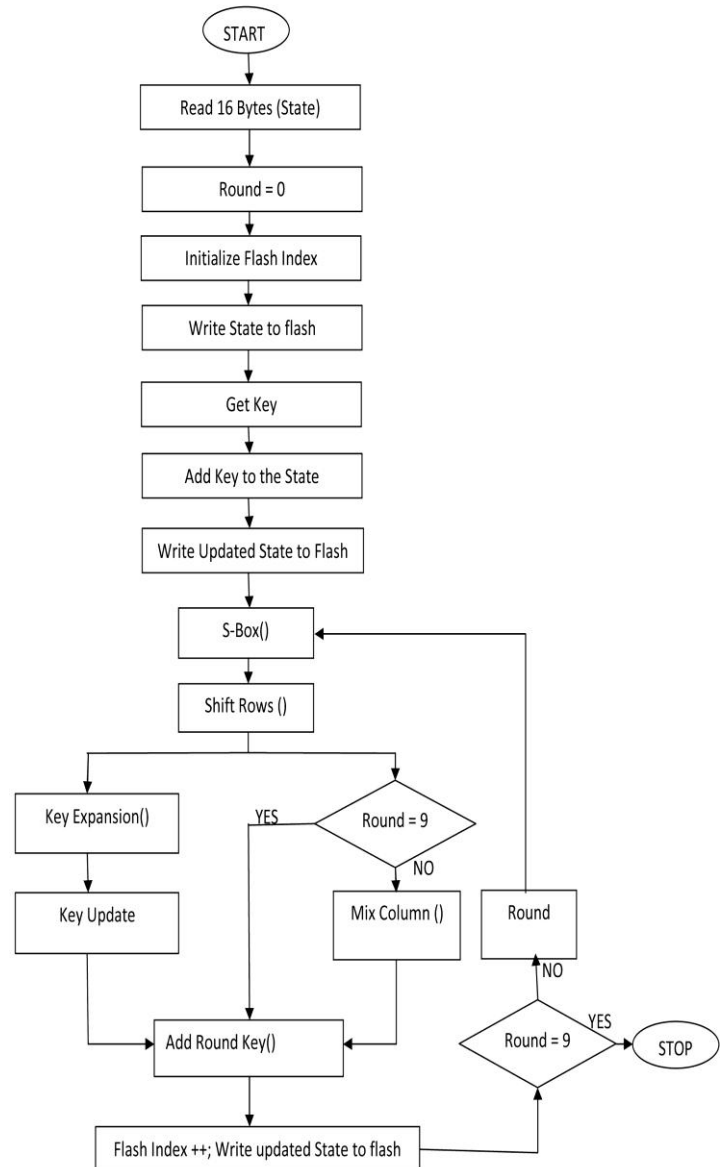 START
Read 16 Bytes (State)
Round = 0
Initialize Flash Index
Write State to flash
Get Key
Add Key to the State
Write Updated State to Flash
S-Box()
Shift Rows ()
Key Expansion()
YES
Round = 9
NO
Key Update
Mix Column ()
Round
NO
Add Round Key()
Round = 9
YES
STOP
Flash Index ++; Write updated State to flash